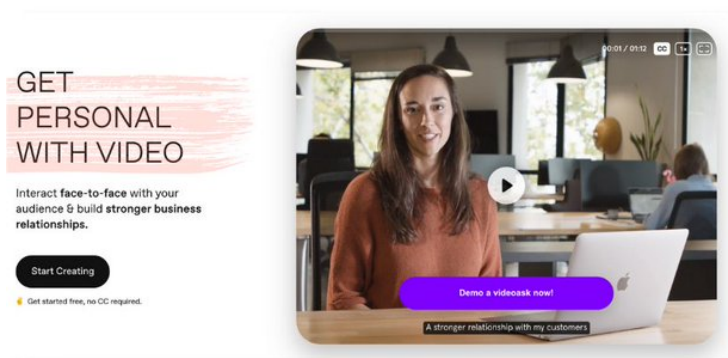 GET
PERSONAL
WITH VIDEO
Interact face-to-face with your
audience & build stronger business
relationships.
Start Creating
✌️ Get started free, no CC required.
00:01 / 01:12 CC 1x
Demo a videoask now!
A stronger relationship with my customers